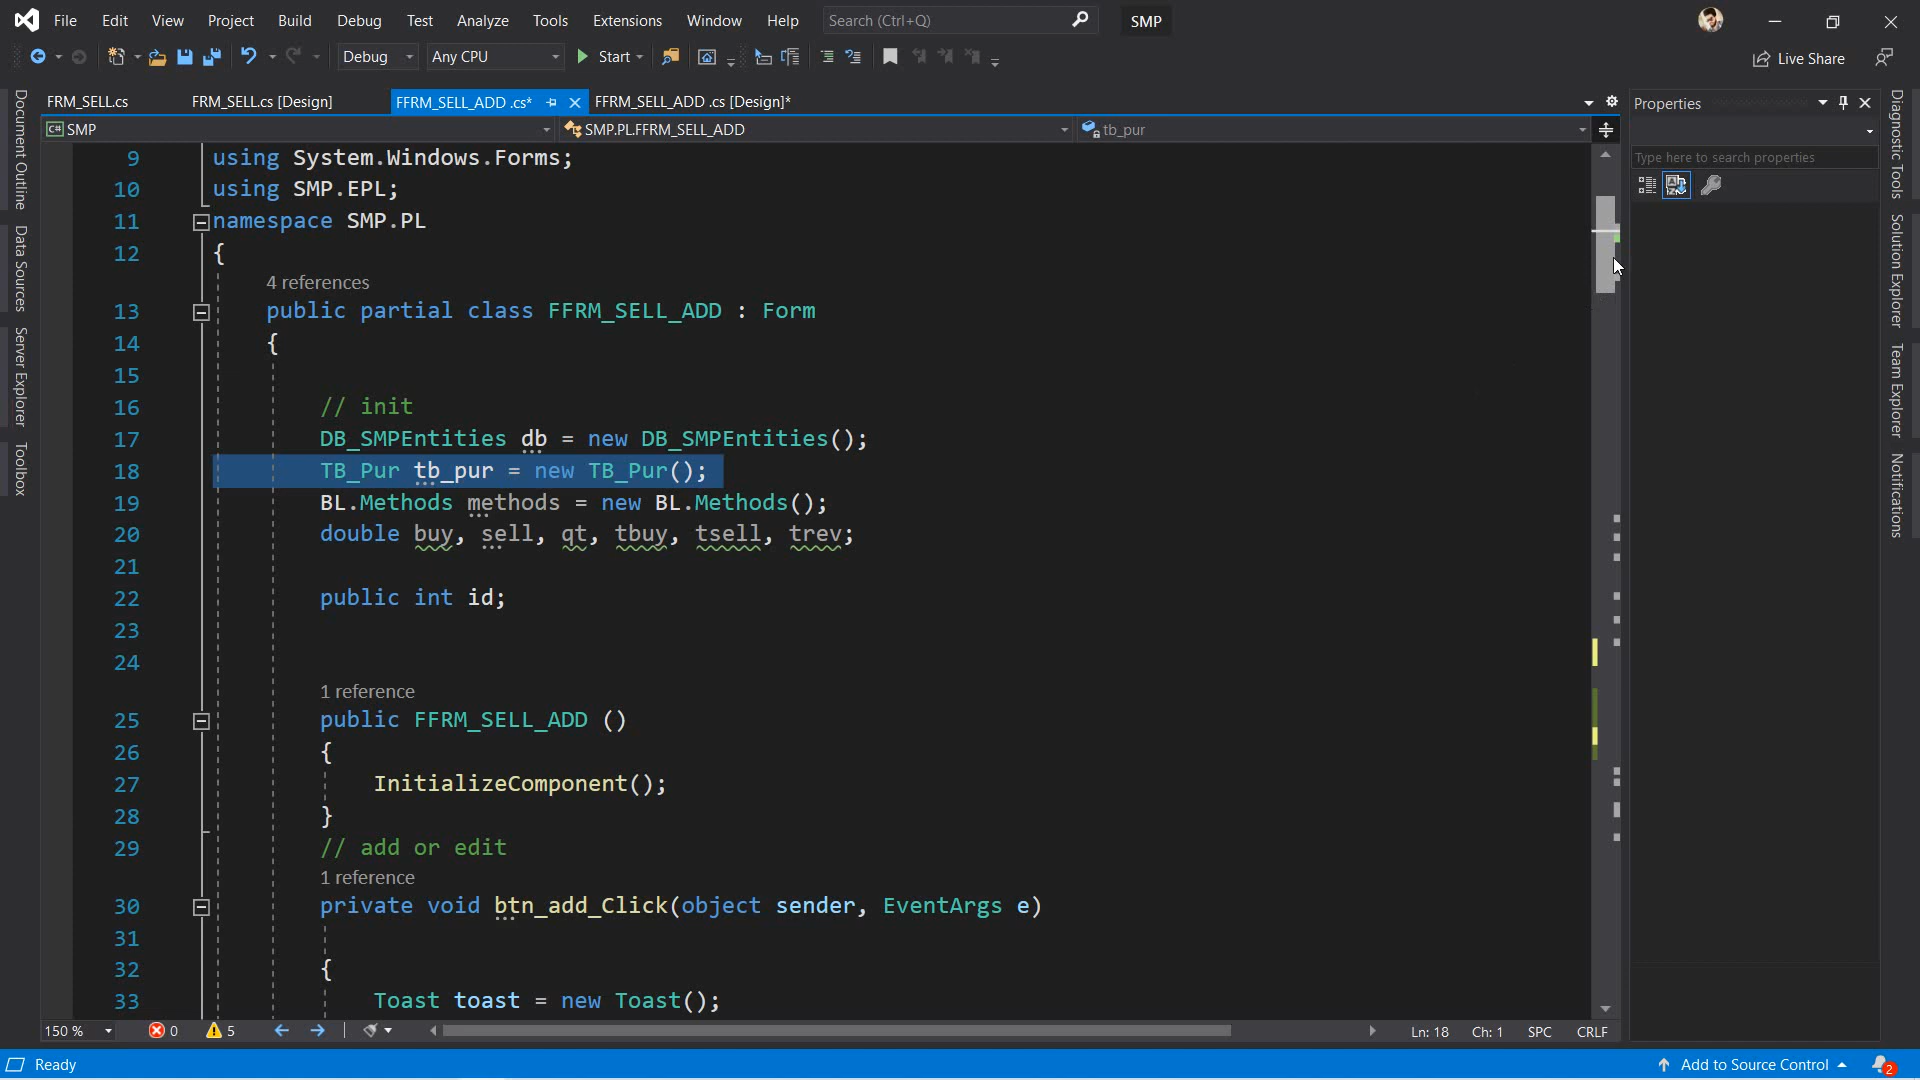 File Edit View Project Build Debug Test Analyze Tools Extensions Window Help Search (Ctrl+Q) SMP
Debug Any CPU Start Live Share
FRM_SELL.cs FRM_SELL.cs [Design] FFRM_SELL_ADD .cs* FFRM_SELL_ADD .cs [Design]*
C# SMP SMP.PL.FFRM_SELL_ADD tb_pur
Document Outline
Data Sources
Server Explorer
Toolbox
9 using System.Windows.Forms;
10 using SMP.EPL;
11 namespace SMP.PL
12 {
4 references
13 public partial class FFRM_SELL_ADD : Form
14 {
15
16 // init
17 DB_SMPEntities db = new DB_SMPEntities();
18 TB_Pur tb_pur = new TB_Pur();
19 BL.Methods methods = new BL.Methods();
20 double buy, sell, qt, tbuy, tsell, trev;
21
22 public int id;
23
24
1 reference
25 public FFRM_SELL_ADD ()
26 {
27 InitializeComponent();
28 }
29 // add or edit
1 reference
30 private void btn_add_Click(object sender, EventArgs e)
31
32 {
33 Toast toast = new Toast();
150 % 0 5 Ln: 18 Ch: 1 SPC CRLF
Properties
Type here to search properties
Diagnostic Tools
Solution Explorer
Team Explorer
Notifications
Ready Add to Source Control 2